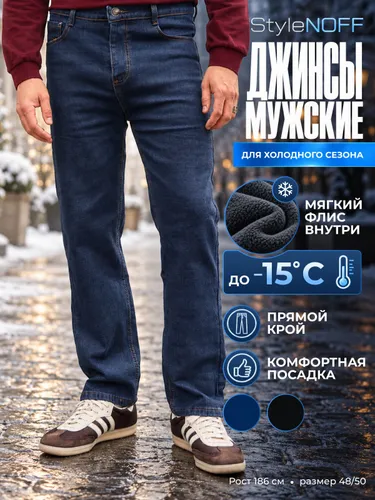 StyleNOFF
ДЖИНСЫ
МУЖСКИЕ
ДЛЯ ХОЛОДНОГО СЕЗОНА
МЯГКИЙ
ФЛИС
ВНУТРИ
до -15°C
ПРЯМОЙ
КРОЙ
КОМФОРТНАЯ
ПОСАДКА
Рост 186 см • размер 48/50